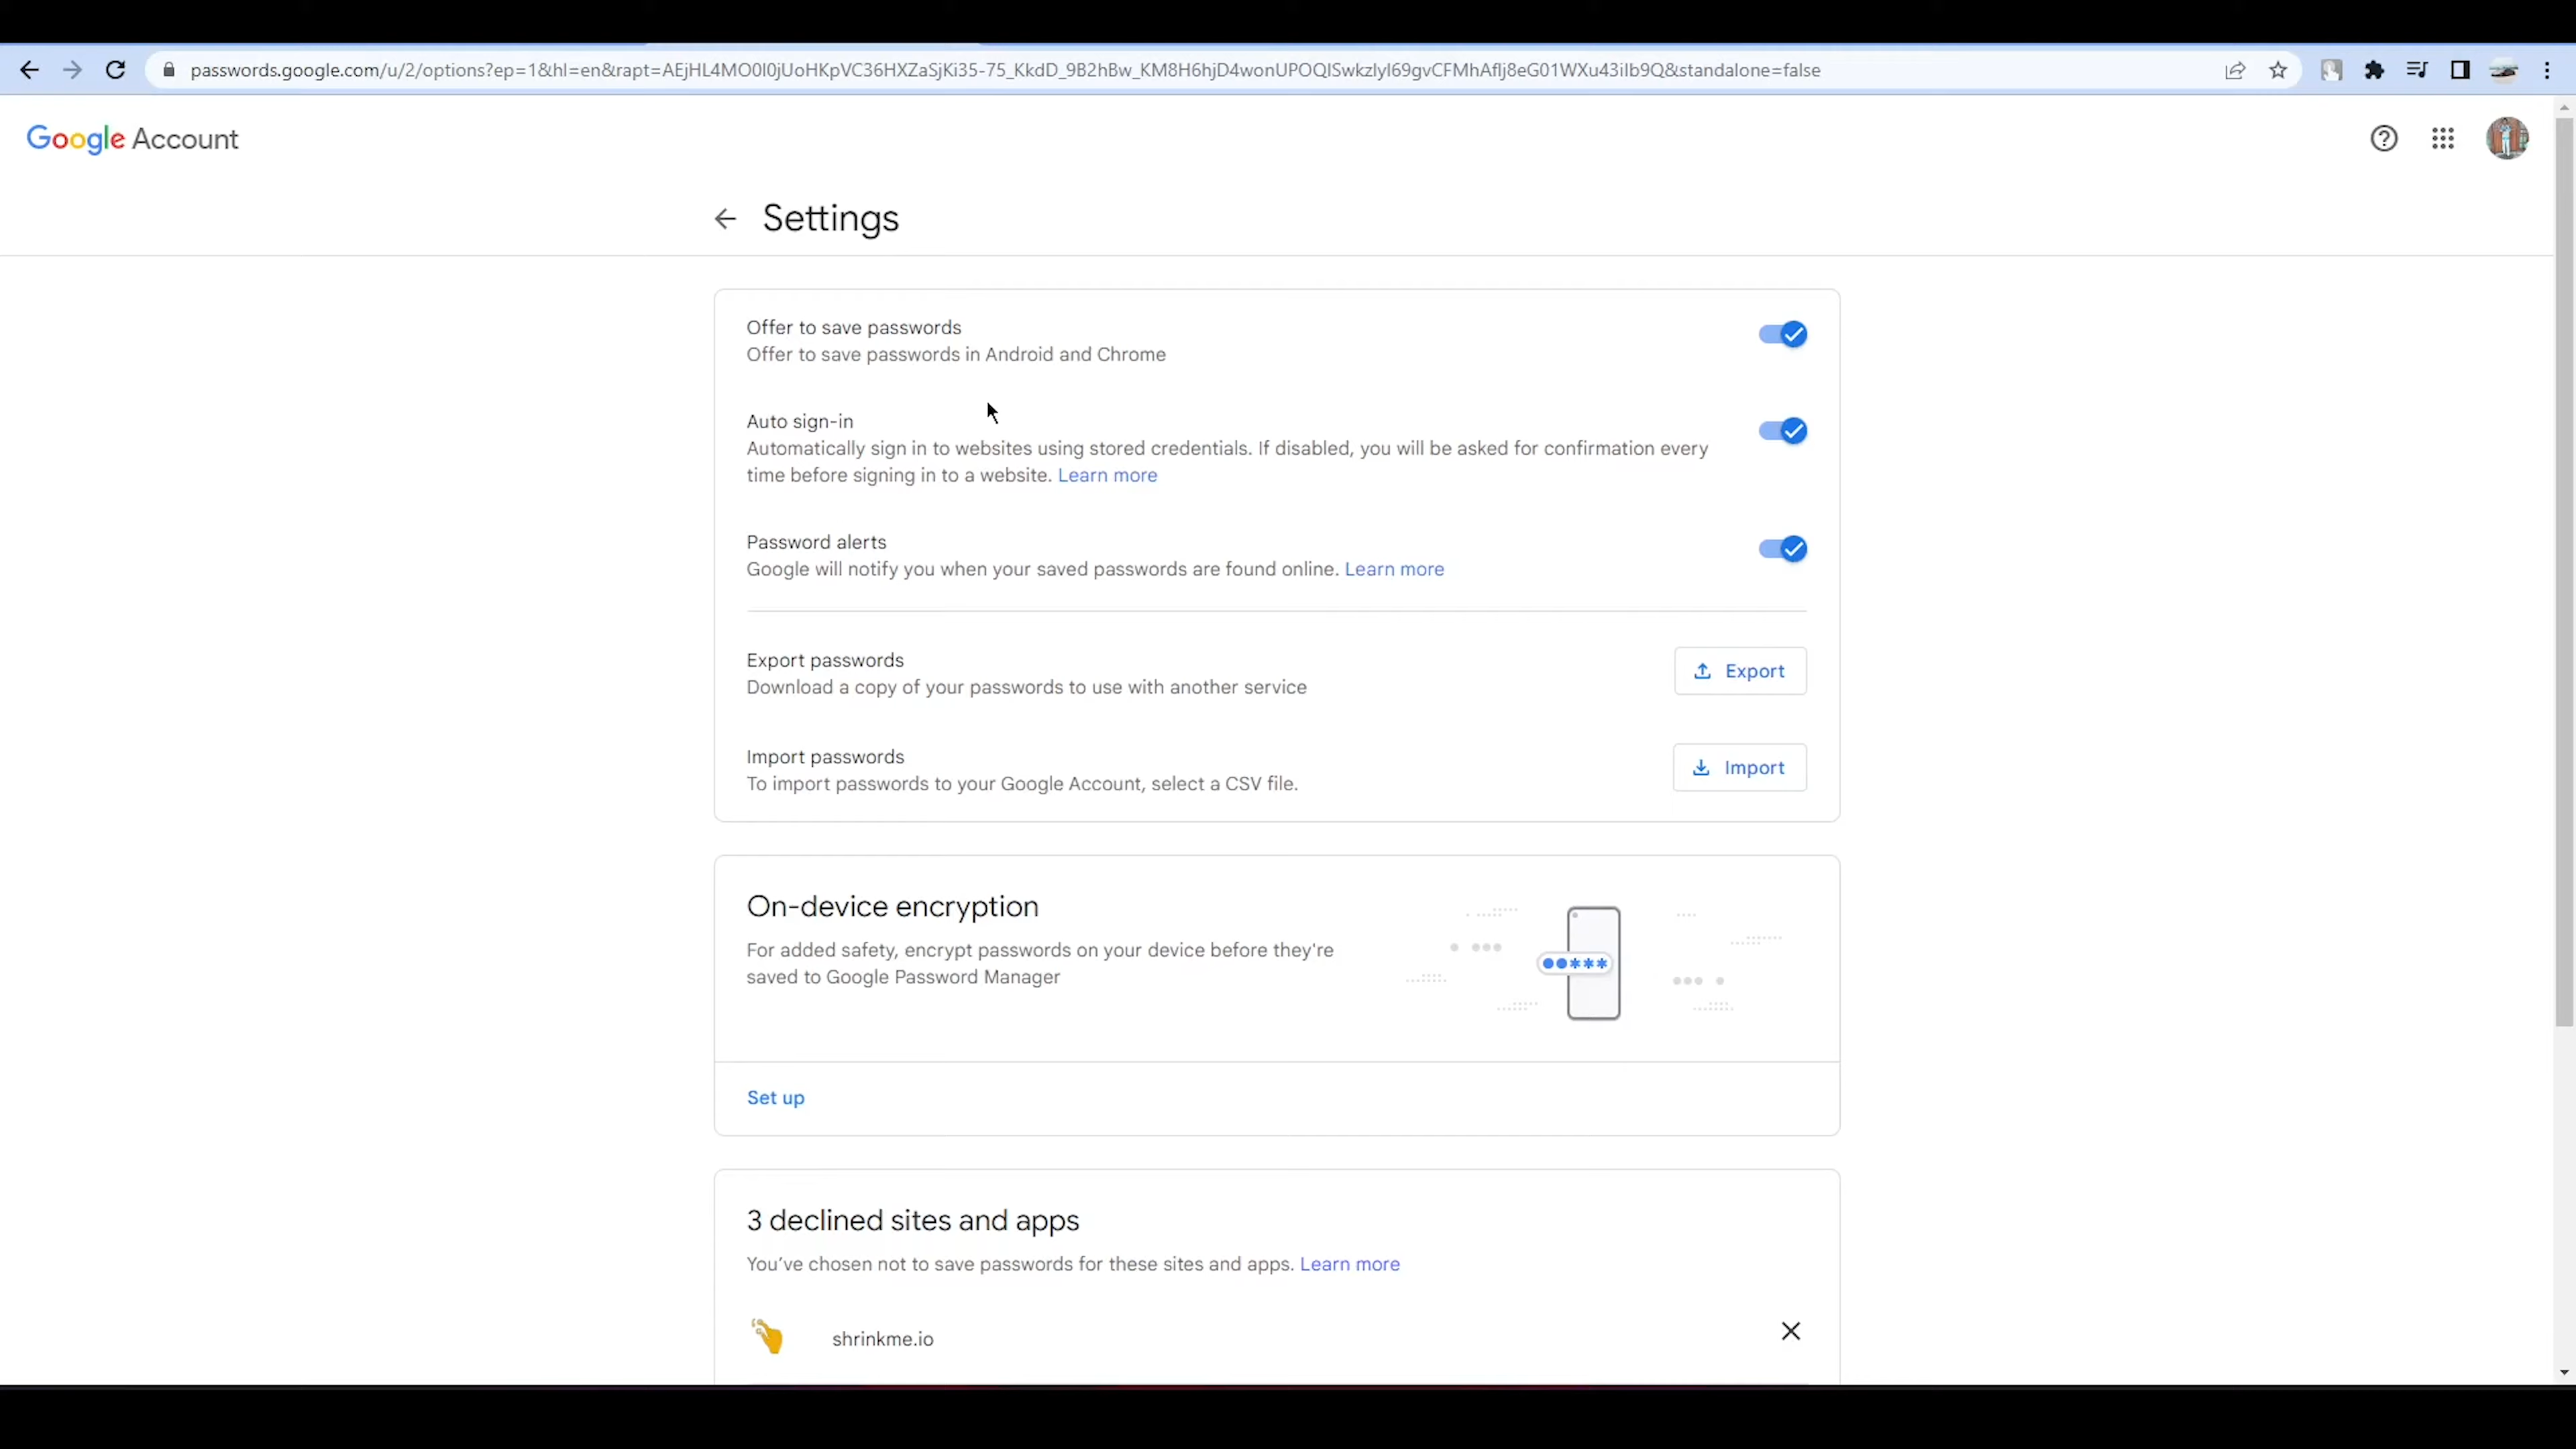 passwords.google.com/u/2/options?ep=1&hl=en&rapt=AEjHL4MO0I0jUoHKpVC36HXZaSjKi35-75_KkdD_9B2hBw_KM8H6hjD4wonUPOQISwkzIyI69gvCFMhAfIj8eG01WXu43iIb9Q&standalone=false
Google Account
Settings
Offer to save passwords
Offer to save passwords in Android and Chrome
Auto sign-in
Automatically sign in to websites using stored credentials. If disabled, you will be asked for confirmation every
time before signing in to a website. Learn more
Password alerts
Google will notify you when your saved passwords are found online. Learn more
Export passwords
Export
Download a copy of your passwords to use with another service
Import passwords
Import
To import passwords to your Google Account, select a CSV file.
On-device encryption
For added safety, encrypt passwords on your device before they're
saved to Google Password Manager
Set up
3 declined sites and apps
You've chosen not to save passwords for these sites and apps. Learn more
shrinkme.io